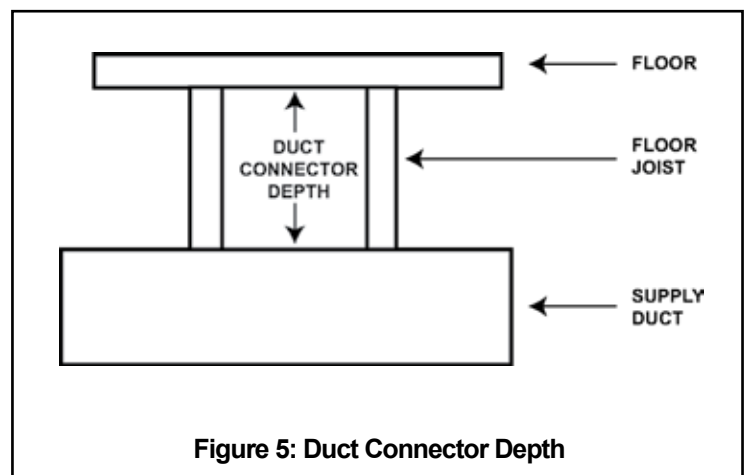 FLOOR
DUCT
CONNECTOR
DEPTH
FLOOR
JOIST
SUPPLY
DUCT
Figure 5: Duct Connector Depth